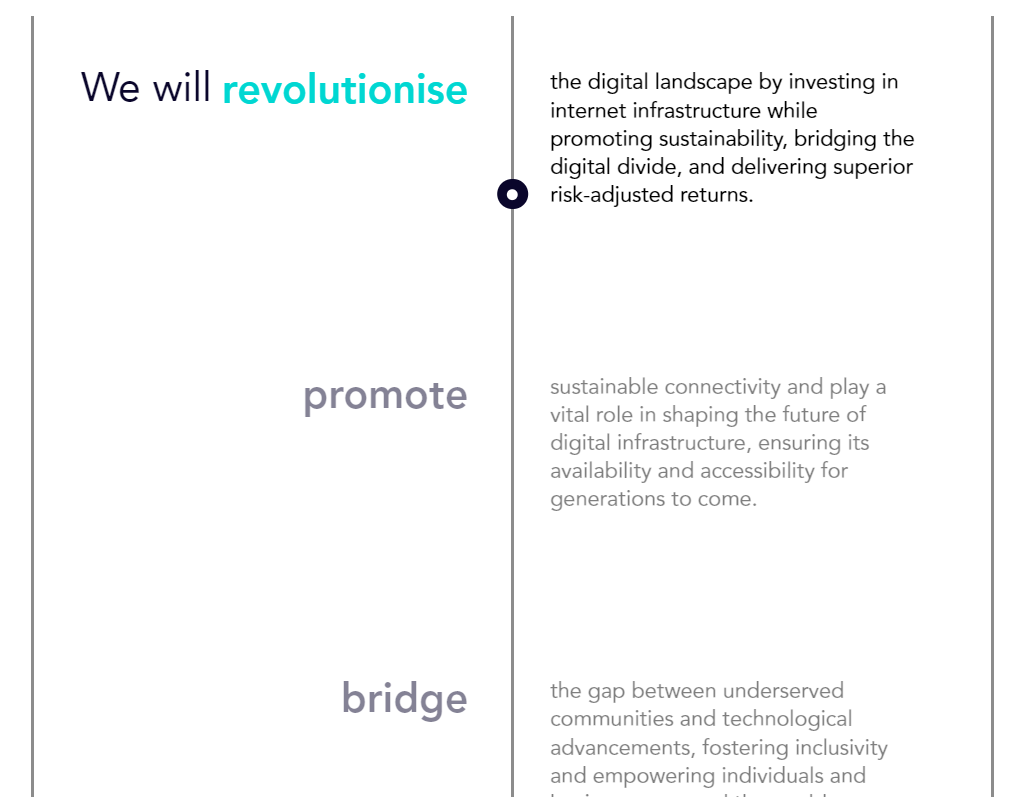 We will revolutionise
the digital landscape by investing in
internet infrastructure while
promoting sustainability, bridging the
digital divide, and delivering superior
risk-adjusted returns.
promote
sustainable connectivity and play a
vital role in shaping the future of
digital infrastructure, ensuring its
availability and accessibility for
generations to come.
bridge
the gap between underserved
communities and technological
advancements, fostering inclusivity
and empowering individuals and